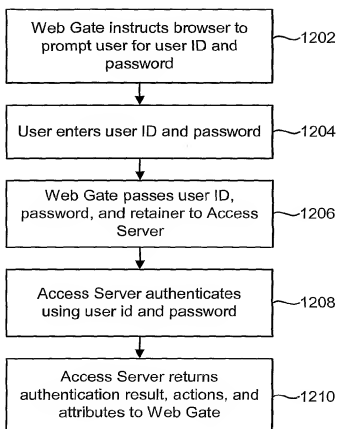 Web Gate instructs browser to
prompt user for user ID and
password
1202
User enters user ID and password
1204
Web Gate passes user ID,
password, and retainer to Access
Server
1206
Access Server authenticates
using user id and password
1208
Access Server returns
authentication result, actions, and
attributes to Web Gate
1210